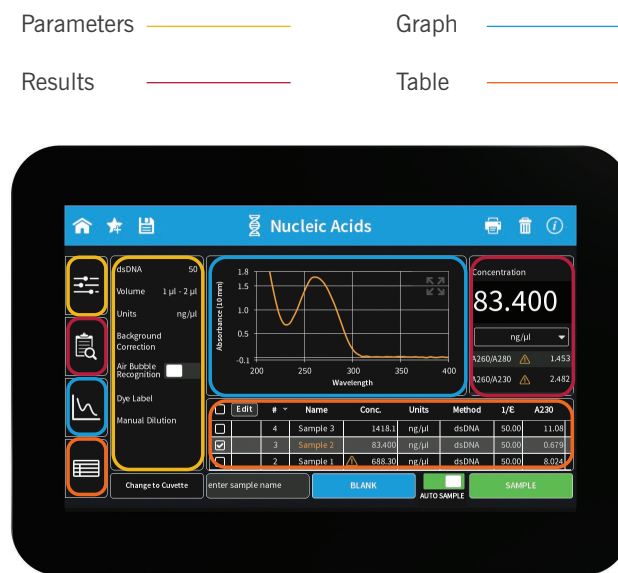 Parameters
Graph
Results
Table
Nucleic Acids
dsDNA 50
Volume 1 µl - 2 µl
Units ng/µl
Background
Correction
Air Bubble
Recognition
Dye Label
Manual Dilution
Absorbance (10 mm)
1.8
1.5
1.0
0.5
-0.1
200 250 300 350 400
Wavelength
Concentration
83.400
ng/µl
A260/A280 1.453
A260/A230 2.482
Edit # Name Conc. Units Method 1/Ɛ A230
4 Sample 3 1418.1 ng/µl dsDNA 50.00 11.08
3 Sample 2 83.400 ng/µl dsDNA 50.00 0.679
2 Sample 1 688.30 ng/µl dsDNA 50.00 8.024
Change to Cuvette
enter sample name
BLANK
AUTO SAMPLE
SAMPLE